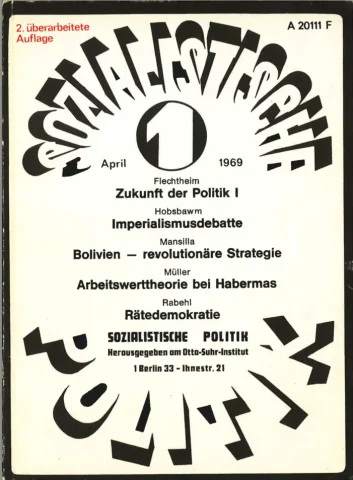 2. überarbeitete
Auflage
A 20111 F
SOZIALISTISCHE
1
April 1969
Flechtheim
Zukunft der Politik I
Hobsbawm
Imperialismusdebatte
Mansilla
Bolivien — revolutionäre Strategie
Müller
Arbeitswerttheorie bei Habermas
Rabehl
Rätedemokratie
SOZIALISTISCHE POLITIK
Herausgegeben am Otto-Suhr-Institut
1 Berlin 33 - Ihnestr. 21
POLITIK